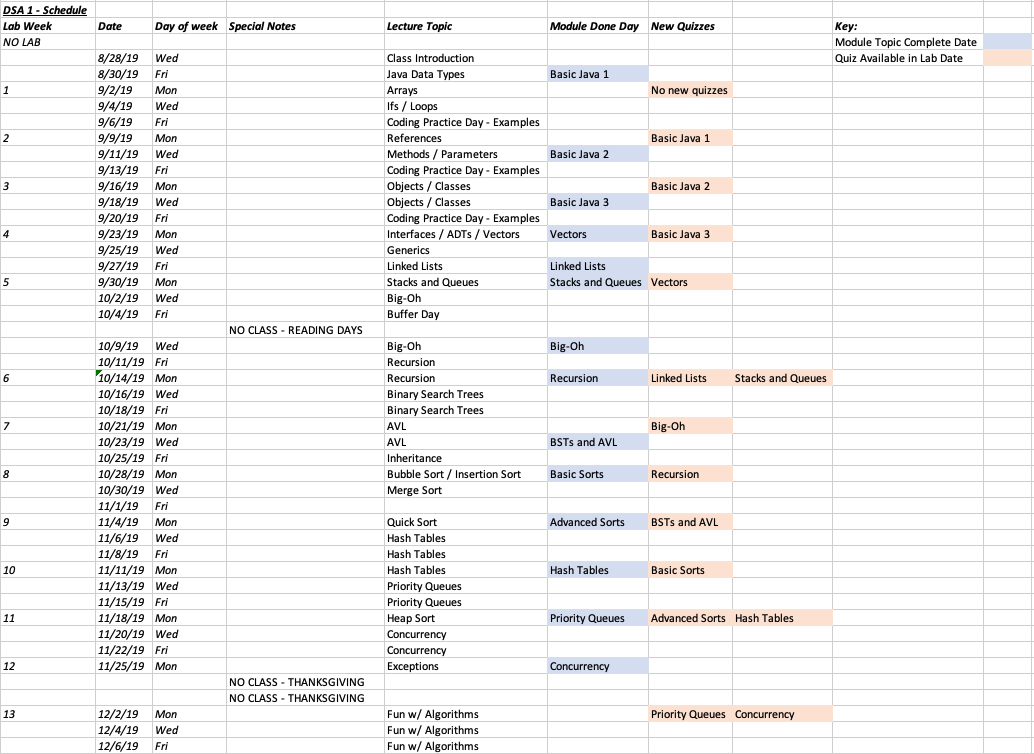 DSA 1 - Schedule
Lab Week Date Day of week Special Notes Lecture Topic Module Done Day New Quizzes Key:
NO LAB Module Topic Complete Date
8/28/19 Wed Class Introduction Quiz Available in Lab Date
8/30/19 Fri Java Data Types Basic Java 1
1 9/2/19 Mon Arrays No new quizzes
9/4/19 Wed Ifs / Loops
9/6/19 Fri Coding Practice Day - Examples
2 9/9/19 Mon References Basic Java 1
9/11/19 Wed Methods / Parameters Basic Java 2
9/13/19 Fri Coding Practice Day - Examples
3 9/16/19 Mon Objects / Classes Basic Java 2
9/18/19 Wed Objects / Classes Basic Java 3
9/20/19 Fri Coding Practice Day - Examples
4 9/23/19 Mon Interfaces / ADTs / Vectors Vectors Basic Java 3
9/25/19 Wed Generics
9/27/19 Fri Linked Lists Linked Lists
5 9/30/19 Mon Stacks and Queues Stacks and Queues Vectors
10/2/19 Wed Big-Oh
10/4/19 Fri Buffer Day
NO CLASS - READING DAYS
10/9/19 Wed Big-Oh Big-Oh
10/11/19 Fri Recursion
6 10/14/19 Mon Recursion Recursion Linked Lists Stacks and Queues
10/16/19 Wed Binary Search Trees
10/18/19 Fri Binary Search Trees
7 10/21/19 Mon AVL Big-Oh
10/23/19 Wed AVL BSTs and AVL
10/25/19 Fri Inheritance
8 10/28/19 Mon Bubble Sort / Insertion Sort Basic Sorts Recursion
10/30/19 Wed Merge Sort
11/1/19 Fri
9 11/4/19 Mon Quick Sort Advanced Sorts BSTs and AVL
11/6/19 Wed Hash Tables
11/8/19 Fri Hash Tables
10 11/11/19 Mon Hash Tables Hash Tables Basic Sorts
11/13/19 Wed Priority Queues
11/15/19 Fri Priority Queues
11 11/18/19 Mon Heap Sort Priority Queues Advanced Sorts Hash Tables
11/20/19 Wed Concurrency
11/22/19 Fri Concurrency
12 11/25/19 Mon Exceptions Concurrency
NO CLASS - THANKSGIVING
NO CLASS - THANKSGIVING
13 12/2/19 Mon Fun w/ Algorithms Priority Queues Concurrency
12/4/19 Wed Fun w/ Algorithms
12/6/19 Fri Fun w/ Algorithms